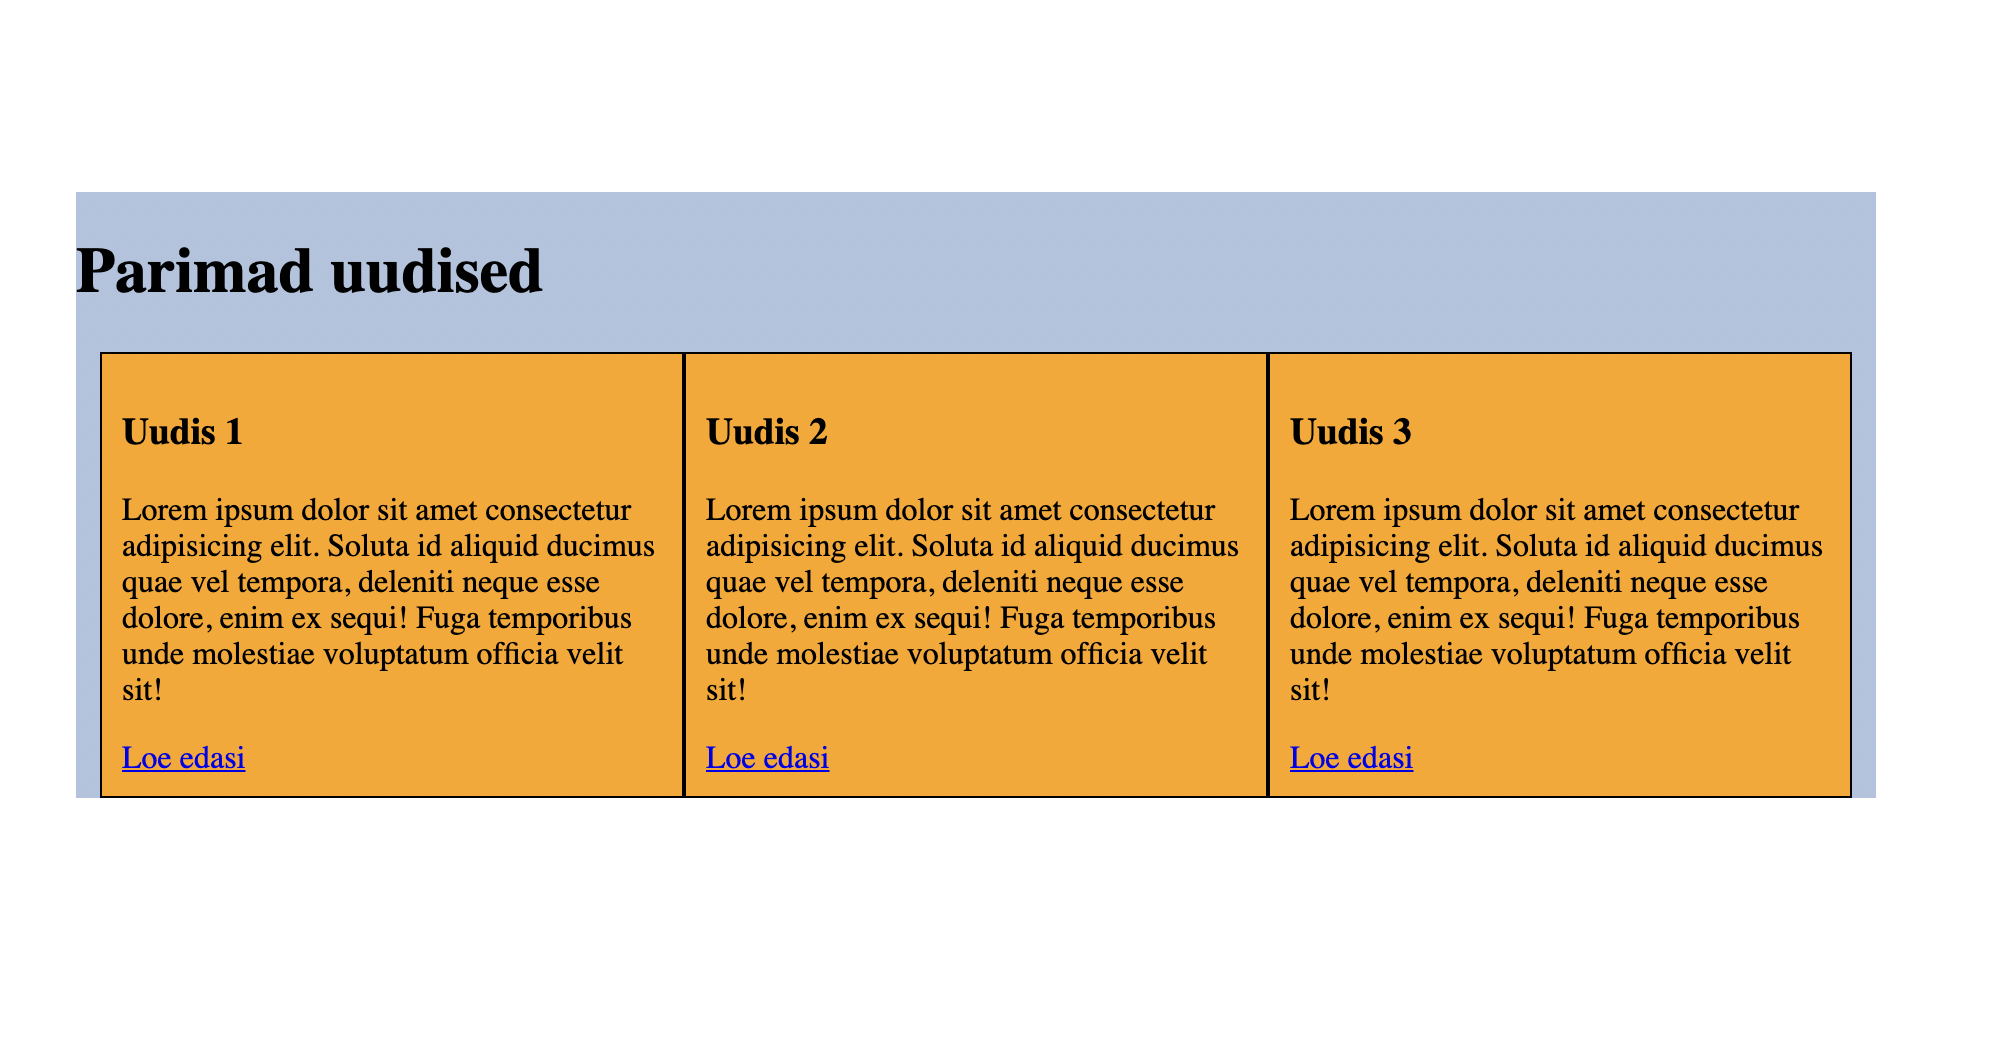 Parimad uudised
Uudis 1
Lorem ipsum dolor sit amet consectetur
adipisicing elit. Soluta id aliquid ducimus
quae vel tempora, deleniti neque esse
dolore, enim ex sequi! Fuga temporibus
unde molestiae voluptatum officia velit
sit!
Loe edasi
Uudis 2
Lorem ipsum dolor sit amet consectetur
adipisicing elit. Soluta id aliquid ducimus
quae vel tempora, deleniti neque esse
dolore, enim ex sequi! Fuga temporibus
unde molestiae voluptatum officia velit
sit!
Loe edasi
Uudis 3
Lorem ipsum dolor sit amet consectetur
adipisicing elit. Soluta id aliquid ducimus
quae vel tempora, deleniti neque esse
dolore, enim ex sequi! Fuga temporibus
unde molestiae voluptatum officia velit
sit!
Loe edasi